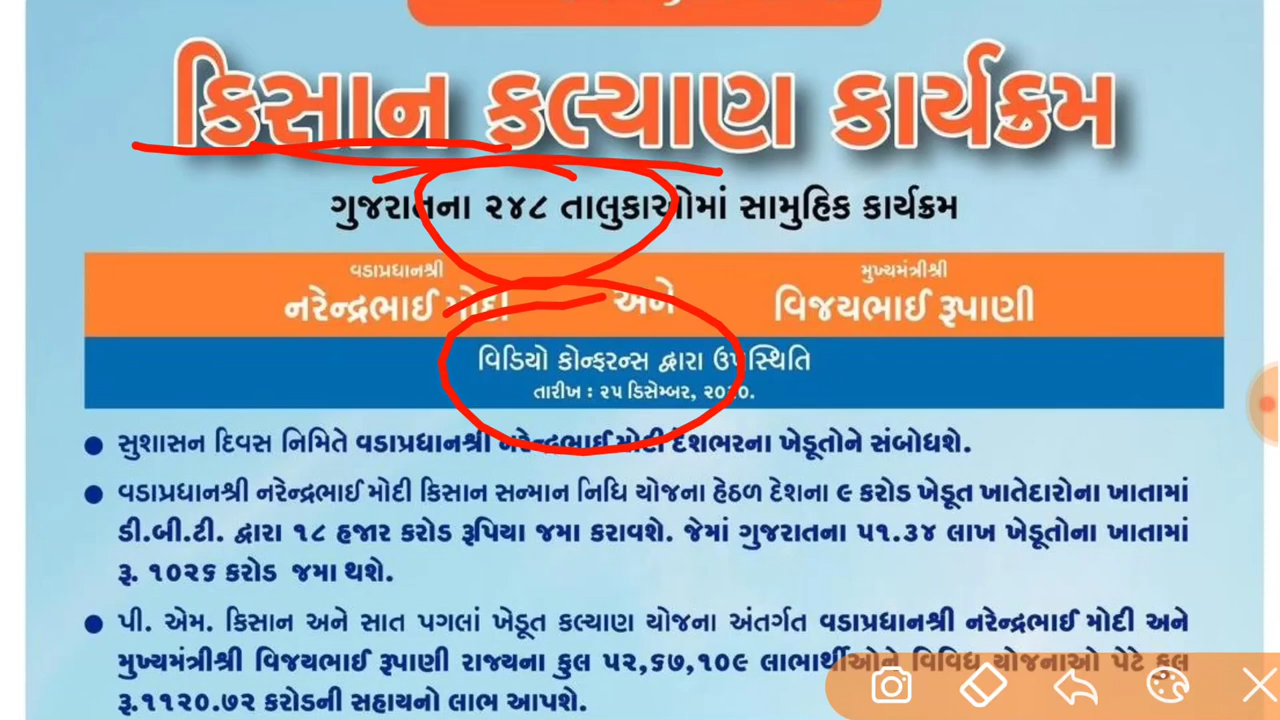 કિસાન કલ્યાણ કાર્યક્રમ
ગુજરાતના ૨૪૮ તાલુકાઓમાં સામુહિક કાર્યક્રમ
વડાપ્રધાનશ્રી
મુખ્યમંત્રીશ્રી
નરેન્દ્રભાઈ મોદી અને વિજયભાઈ રૂપાણી
વિડિયો કોન્ફરન્સ દ્વારા ઉપસ્થિતિ
તારીખ : ૨૫ ડિસેમ્બર, ૨૦૨૦.
● સુશાસન દિવસ નિમિતે વડાપ્રધાનશ્રી નરેન્દ્રભાઈ મોદી દેશભરના ખેડૂતોને સંબોધશે.
● વડાપ્રધાનશ્રી નરેન્દ્રભાઈ મોદી કિસાન સન્માન નિધિ યોજના હેઠળ દેશના ૯ કરોડ ખેડૂત ખાતેદારોના ખાતામાં
ડી.બી.ટી. દ્વારા ૧૮ હજાર કરોડ રૂપિયા જમા કરાવશે. જેમાં ગુજરાતના ૫૧.૩૪ લાખ ખેડૂતોના ખાતામાં
રૂ. ૧૦૨૬ કરોડ જમા થશે.
● પી. એમ. કિસાન અને સાત પગલાં ખેડૂત કલ્યાણ યોજના અંતર્ગત વડાપ્રધાનશ્રી નરેન્દ્રભાઈ મોદી અને
મુખ્યમંત્રીશ્રી વિજયભાઈ રૂપાણી રાજ્યના કુલ ૫૨,૬૭,૧૦૯ લાભાર્થીઓને વિવિધ યોજનાઓ પેટે કુલ
રૂ.૧૧૨૦.૭૨ કરોડની સહાયનો લાભ આપશે.